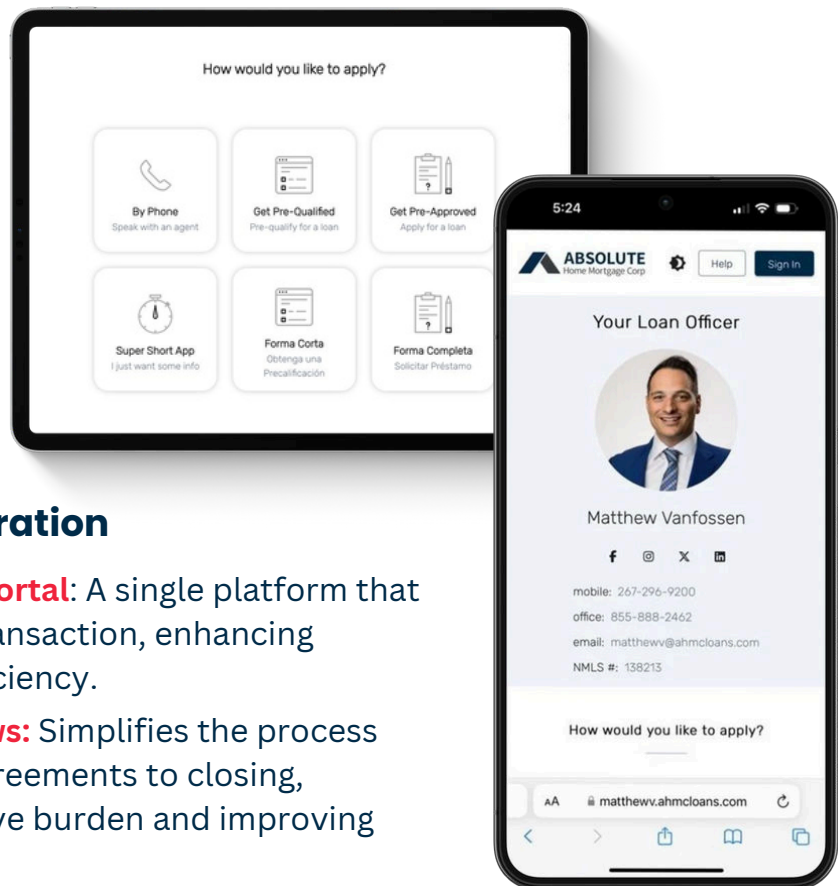 How would you like to apply?
By Phone
Speak with an agent
Get Pre-Qualified
Pre-qualify for a loan
Get Pre-Approved
Apply for a loan
Super Short App
I just want some info
Forma Corta
Obtenga una
Precalificación
Forma Completa
Solicitar Préstamo
5:24
ABSOLUTE
Home Mortgage Corp
Help
Sign In
Your Loan Officer
Matthew Vanfossen
mobile: 267-296-9200
office: 855-888-2462
email: matthewv@ahmcloans.com
NMLS #: 138213
How would you like to apply?
AA matthewv.ahmcloans.com
ration
ortal: A single platform that
ansaction, enhancing
ciency.
ws: Simplifies the process
reements to closing,
ve burden and improving